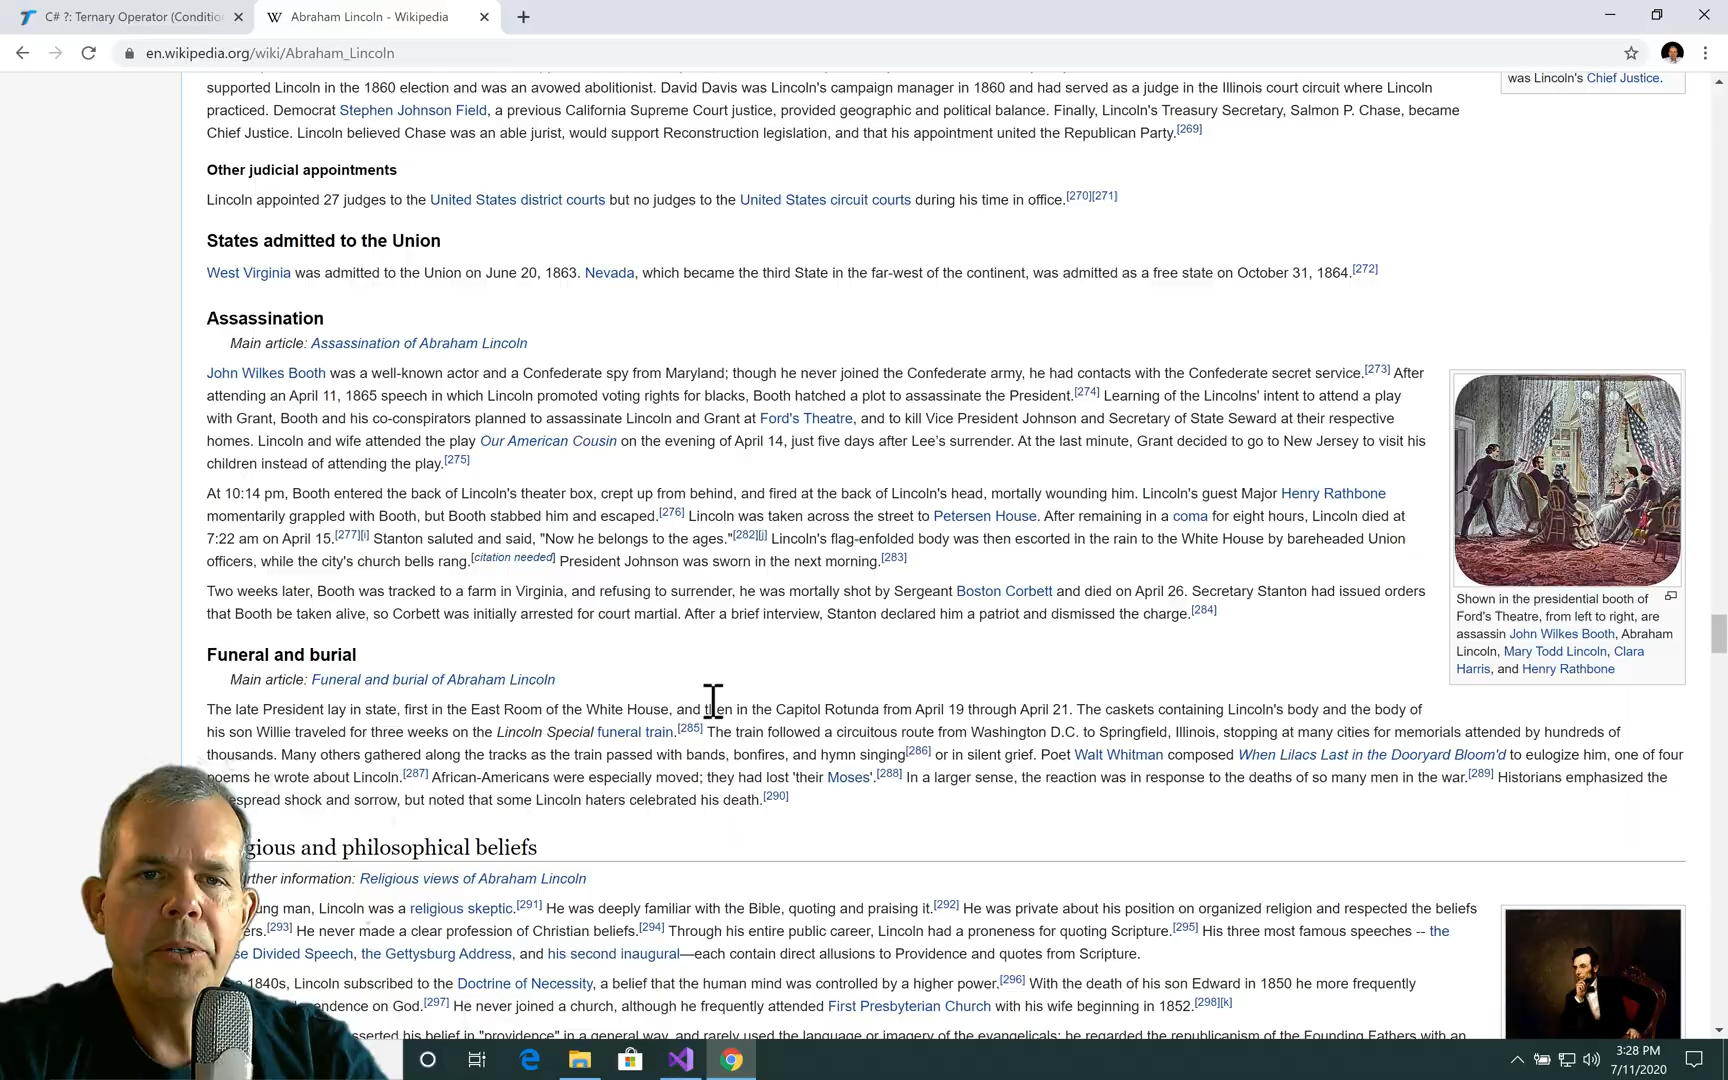 C# ?: Ternary Operator (Conditio
Abraham Lincoln - Wikipedia
en.wikipedia.org/wiki/Abraham_Lincoln
supported Lincoln in the 1860 election and was an avowed abolitionist. David Davis was Lincoln's campaign manager in 1860 and had served as a judge in the Illinois court circuit where Lincoln
practiced. Democrat Stephen Johnson Field, a previous California Supreme Court justice, provided geographic and political balance. Finally, Lincoln's Treasury Secretary, Salmon P. Chase, became
Chief Justice. Lincoln believed Chase was an able jurist, would support Reconstruction legislation, and that his appointment united the Republican Party.[269]
was Lincoln's Chief Justice.
Other judicial appointments
Lincoln appointed 27 judges to the United States district courts but no judges to the United States circuit courts during his time in office.[270][271]
States admitted to the Union
West Virginia was admitted to the Union on June 20, 1863. Nevada, which became the third State in the far-west of the continent, was admitted as a free state on October 31, 1864.[272]
Assassination
Main article: Assassination of Abraham Lincoln
John Wilkes Booth was a well-known actor and a Confederate spy from Maryland; though he never joined the Confederate army, he had contacts with the Confederate secret service.[273] After
attending an April 11, 1865 speech in which Lincoln promoted voting rights for blacks, Booth hatched a plot to assassinate the President.[274] Learning of the Lincolns' intent to attend a play
with Grant, Booth and his co-conspirators planned to assassinate Lincoln and Grant at Ford's Theatre, and to kill Vice President Johnson and Secretary of State Seward at their respective
homes. Lincoln and wife attended the play Our American Cousin on the evening of April 14, just five days after Lee's surrender. At the last minute, Grant decided to go to New Jersey to visit his
children instead of attending the play.[275]
At 10:14 pm, Booth entered the back of Lincoln's theater box, crept up from behind, and fired at the back of Lincoln's head, mortally wounding him. Lincoln's guest Major Henry Rathbone
momentarily grappled with Booth, but Booth stabbed him and escaped.[276] Lincoln was taken across the street to Petersen House. After remaining in a coma for eight hours, Lincoln died at
7:22 am on April 15.[277][i] Stanton saluted and said, "Now he belongs to the ages."[282][j] Lincoln's flag-enfolded body was then escorted in the rain to the White House by bareheaded Union
officers, while the city's church bells rang.[citation needed] President Johnson was sworn in the next morning.[283]
Two weeks later, Booth was tracked to a farm in Virginia, and refusing to surrender, he was mortally shot by Sergeant Boston Corbett and died on April 26. Secretary Stanton had issued orders
that Booth be taken alive, so Corbett was initially arrested for court martial. After a brief interview, Stanton declared him a patriot and dismissed the charge.[284]
Shown in the presidential booth of
Ford's Theatre, from left to right, are
assassin John Wilkes Booth, Abraham
Lincoln, Mary Todd Lincoln, Clara
Harris, and Henry Rathbone
Funeral and burial
Main article: Funeral and burial of Abraham Lincoln
The late President lay in state, first in the East Room of the White House, and then in the Capitol Rotunda from April 19 through April 21. The caskets containing Lincoln's body and the body of
his son Willie traveled for three weeks on the Lincoln Special funeral train.[285] The train followed a circuitous route from Washington D.C. to Springfield, Illinois, stopping at many cities for memorials attended by hundreds of
thousands. Many others gathered along the tracks as the train passed with bands, bonfires, and hymn singing[286] or in silent grief. Poet Walt Whitman composed When Lilacs Last in the Dooryard Bloom'd to eulogize him, one of four
poems he wrote about Lincoln.[287] African-Americans were especially moved; they had lost 'their Moses'.[288] In a larger sense, the reaction was in response to the deaths of so many men in the war.[289] Historians emphasized the
espread shock and sorrow, but noted that some Lincoln haters celebrated his death.[290]
gious and philosophical beliefs
rther information: Religious views of Abraham Lincoln
ung man, Lincoln was a religious skeptic.[291] He was deeply familiar with the Bible, quoting and praising it.[292] He was private about his position on organized religion and respected the beliefs
ers.[293] He never made a clear profession of Christian beliefs.[294] Through his entire public career, Lincoln had a proneness for quoting Scripture.[295] His three most famous speeches -- the
se Divided Speech, the Gettysburg Address, and his second inaugural—each contain direct allusions to Providence and quotes from Scripture.
1840s, Lincoln subscribed to the Doctrine of Necessity, a belief that the human mind was controlled by a higher power.[296] With the death of his son Edward in 1850 he more frequently
endence on God.[297] He never joined a church, although he frequently attended First Presbyterian Church with his wife beginning in 1852.[298][k]
sserted his belief in "providence" in a general way, and rarely used the language or imagery of the evangelicals; he regarded the republicanism of the Founding Fathers with an
3:28 PM
7/11/2020